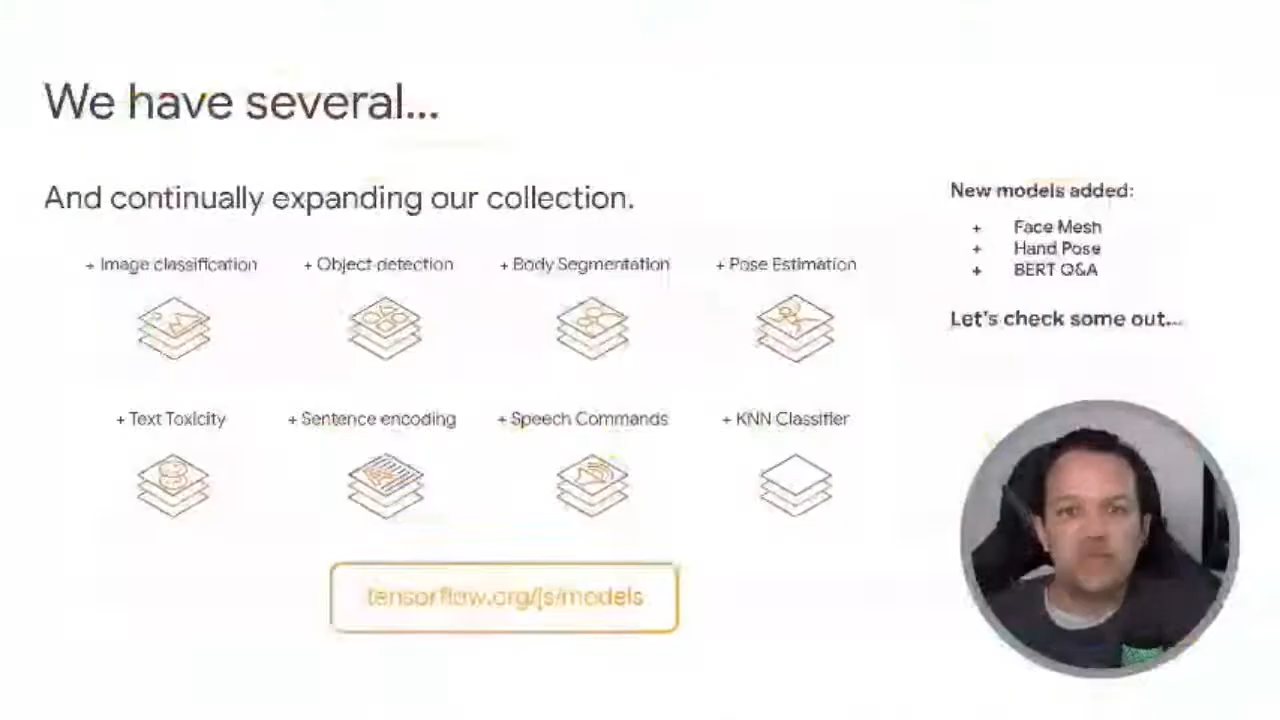 We have several...
And continually expanding our collection.
+ Image classification
+ Object detection
+ Body Segmentation
+ Pose Estimation
+ Text Toxicity
+ Sentence encoding
+ Speech Commands
+ KNN Classifier
tensorflow.org/js/models
New models added:
+ Face Mesh
+ Hand Pose
+ BERT Q&A
Let's check some out...